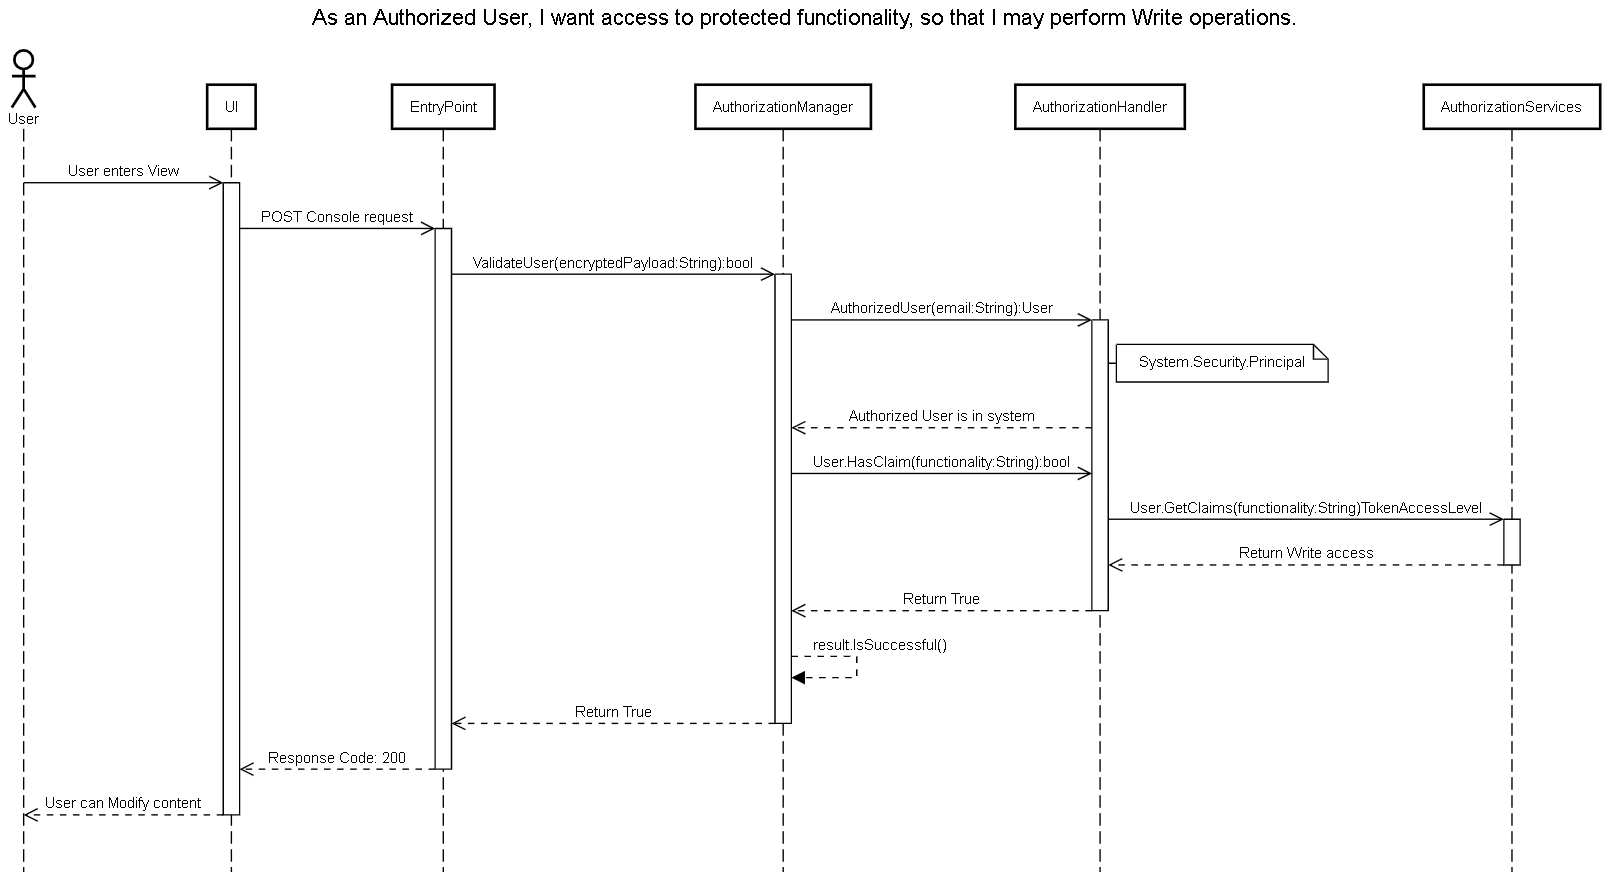 As an Authorized User, I want access to protected functionality, so that I may perform Write operations.
User
UI
EntryPoint
AuthorizationManager
AuthorizationHandler
AuthorizationServices
User enters View
POST Console request
ValidateUser(encryptedPayload:String):bool
AuthorizedUser(email:String):User
System.Security.Principal
Authorized User is in system
User.HasClaim(functionality:String):bool
User.GetClaims(functionality:String)TokenAccessLevel
Return Write access
Return True
result.IsSuccessful()
Return True
Response Code: 200
User can Modify content